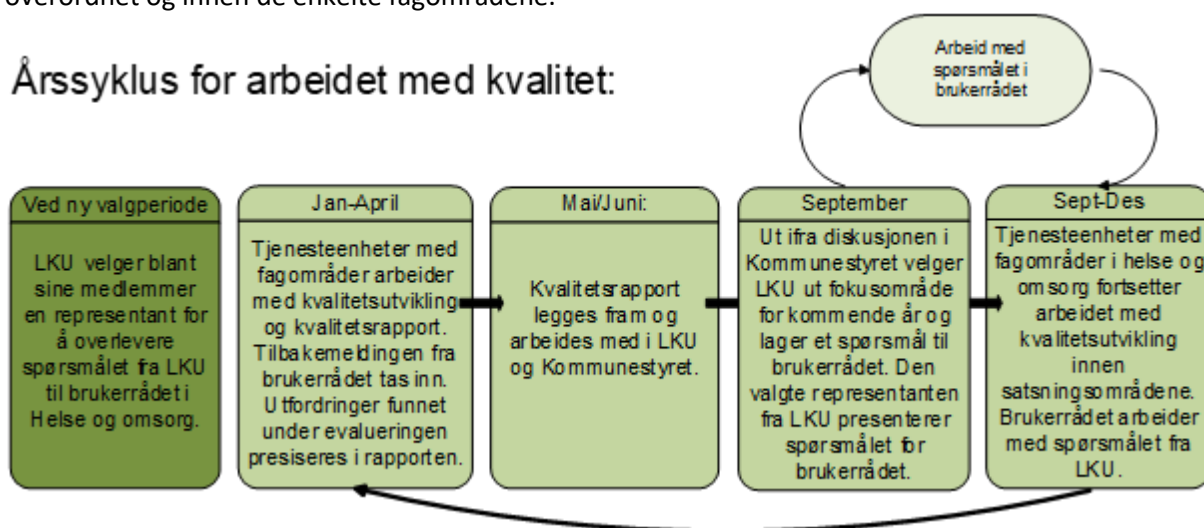 overordnet og innen de enkelte fagområdene.
Årssyklus for arbeidet med kvalitet:
Arbeid med
spørsmålet i
brukerrådet
Ved ny valgperiode
LKU velger blant
sine medlemmer
en representant for
å overlevere
spørsmålet fra LKU
til brukerrådet i
Helse og omsorg.
Jan-April
Tjenesteenheter med
fagområder arbeider
med kvalitetsutvikling
og kvalitetsrapport.
Tilbakemeldingen fra
brukerrådet tas inn.
Utfordringer funnet
under evalueringen
presiseres i rapporten.
Mai/Juni:
Kvalitetsrapport
legges fram og
arbeides med i LKU
og Kommunestyret.
September
Ut ifra diskusjonen i
Kommunestyret velger
LKU ut fokusområde
for kommende år og
lager et spørsmål til
brukerrådet. Den
valgte representanten
fra LKU presenterer
spørsmålet for
brukerrådet.
Sept-Des
Tjenesteenheter med
fagområder i helse og
omsorg fortsetter
arbeidet med
kvalitetsutvikling
innen
satsningsområdene.
Brukerrådet arbeider
med spørsmålet fra
LKU.